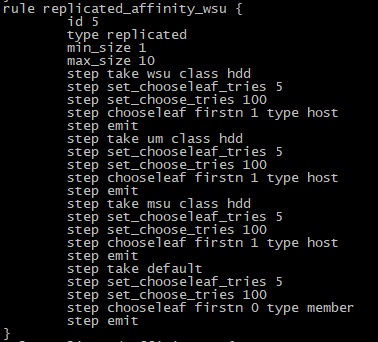 rule replicated_affinity_wsu {
id 5
type replicated
min_size 1
max_size 10
step take wsu class hdd
step set_chooseleaf_tries 5
step set_choose_tries 100
step chooseleaf firstn 1 type host
step emit
step take um class hdd
step set_chooseleaf_tries 5
step set_choose_tries 100
step chooseleaf firstn 1 type host
step emit
step take msu class hdd
step set_chooseleaf_tries 5
step set_choose_tries 100
step chooseleaf firstn 1 type host
step emit
step take default
step set_chooseleaf_tries 5
step set_choose_tries 100
step chooseleaf firstn 0 type member
step emit
}